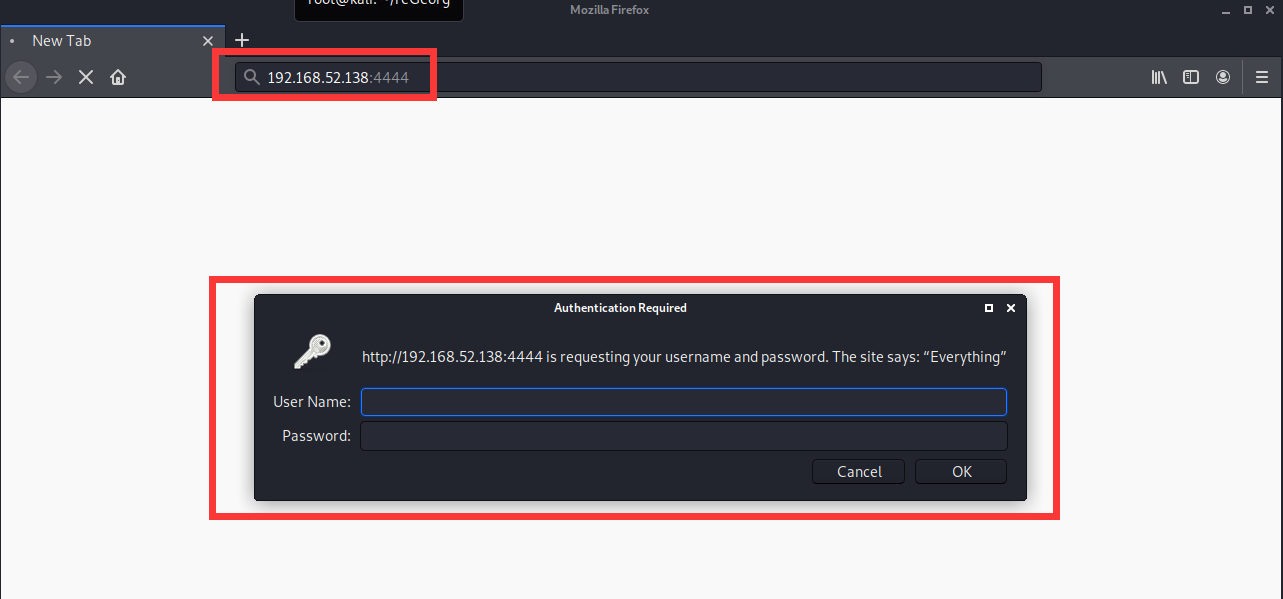 root@kali: ~/reGeorg
Mozilla Firefox
New Tab
192.168.52.138:4444
Authentication Required
http://192.168.52.138:4444 is requesting your username and password. The site says: “Everything”
User Name:
Password:
Cancel
OK